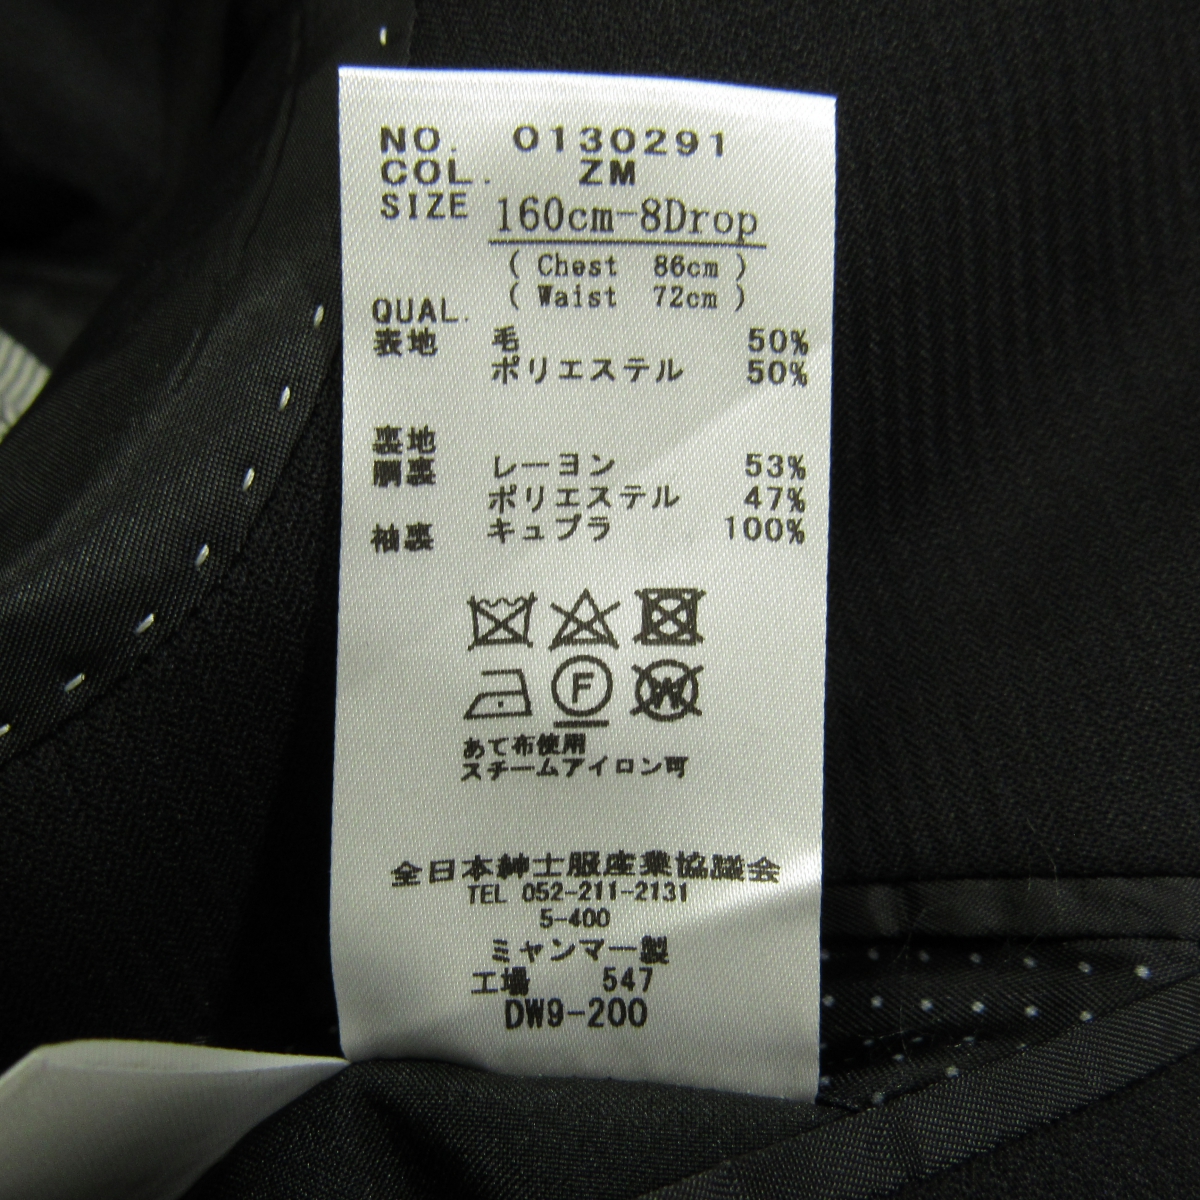 NO. 0130291
COL. ZM
SIZE 160cm-8Drop
( Chest 86cm )
( Waist 72cm )
QUAL.
表地 毛 50%
ポリエステル 50%
裏地
胴裏 レーヨン 53%
ポリエステル 47%
袖裏 キュプラ 100%
F W
あて布使用
スチームアイロン可
全日本紳士服産業協議会
TEL 052-211-2131
5-400
ミャンマー製
工場 547
DW9-200